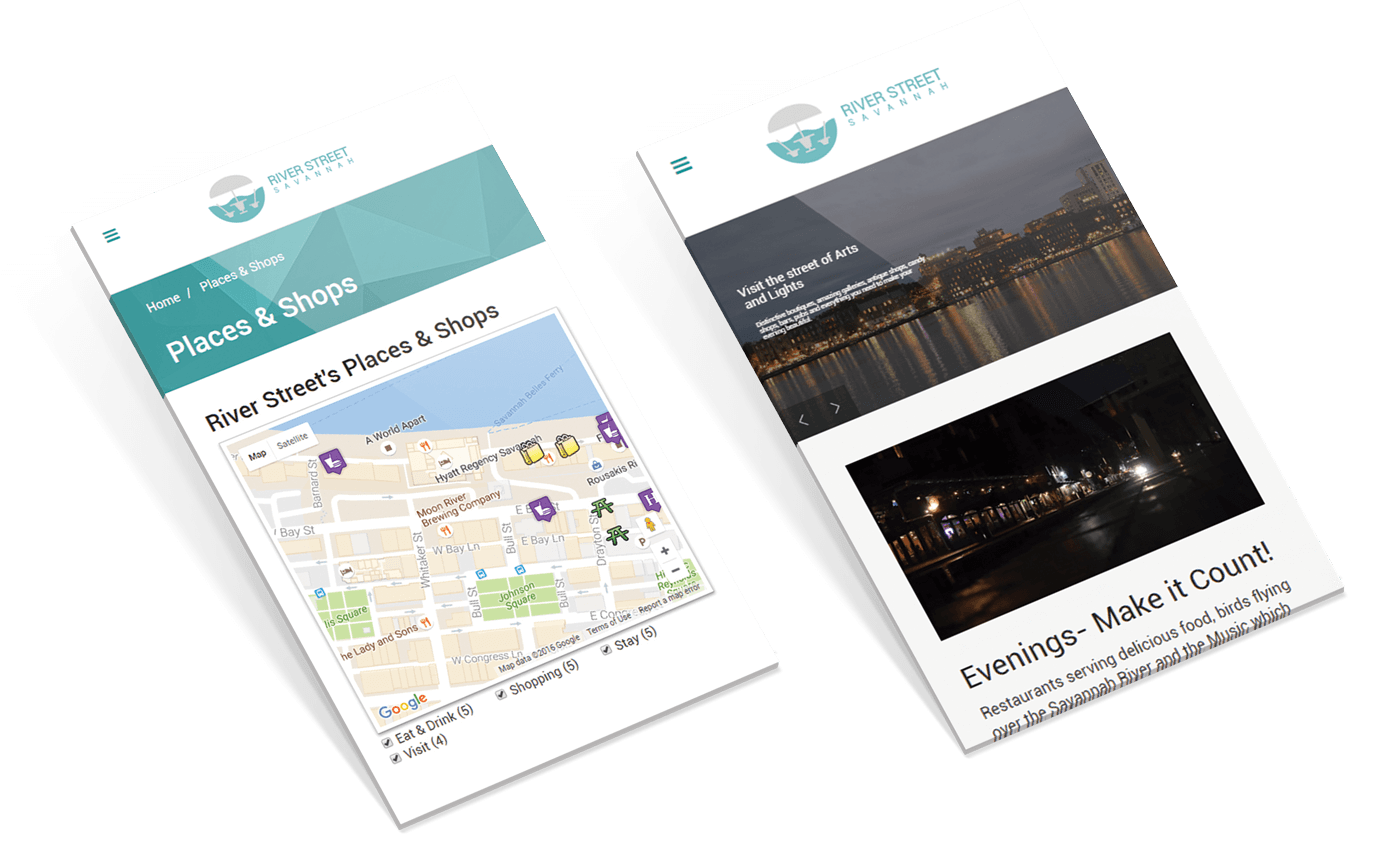 RIVER STREET
SAVANNAH
Home / Places & Shops
Places & Shops
River Street's Places & Shops
Map Satellite
A World Apart
Savannah Belles Ferry
Hyatt Regency Savannah
Rousakis Ri
Barnard St
Moon River
Brewing Company
E B
Bay St
W Bay Ln
Bull St
E Bay Ln
Drayton St
P
Whitaker St
Johnson
Square
Bull St
Bull St
lis Square
he Lady and Sons
W Congress Ln
E Cong
Map data ©2016 Google Terms of Use Report a map error
Google
Eat & Drink (5)
Shopping (5)
Stay (5)
Visit (4)
RIVER STREET
SAVANNAH
Visit the street of Arts
and Lights
Distinctive boutiques, amusing galleries, antique shops, candy
shops, bars, pubs and everything you need to make your
evening beautiful.
Evenings- Make it Count!
Restaurants serving delicious food, birds flying
over the Savannah River and the Music which